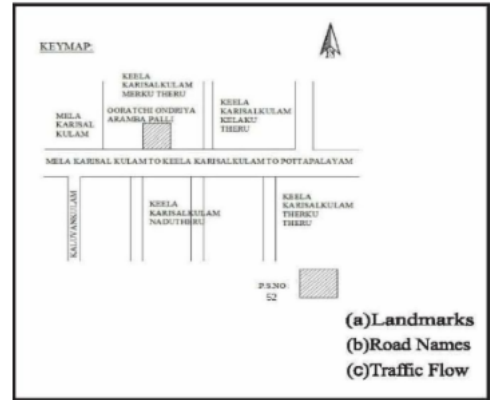 KEYMAP:
KEELA
KARISALKULAM
MERKU THERU
MELA
KARISAL
KULAM
OORATCHI ONDRIYA
ARAMBA PALLI
KEELA
KARISALKULAM
KELAKU
THERU
MELA KARISAL KULAM TO KEELA KARISALKULAM TO POTTAPALAYAM
KALUVANKULAM
KEELA
KARISALKULAM
NADUTHERU
KEELA
KARISALKULAM
THERKU
THERU
P.S.NO:
52
(a)Landmarks
(b)Road Names
(c)Traffic Flow